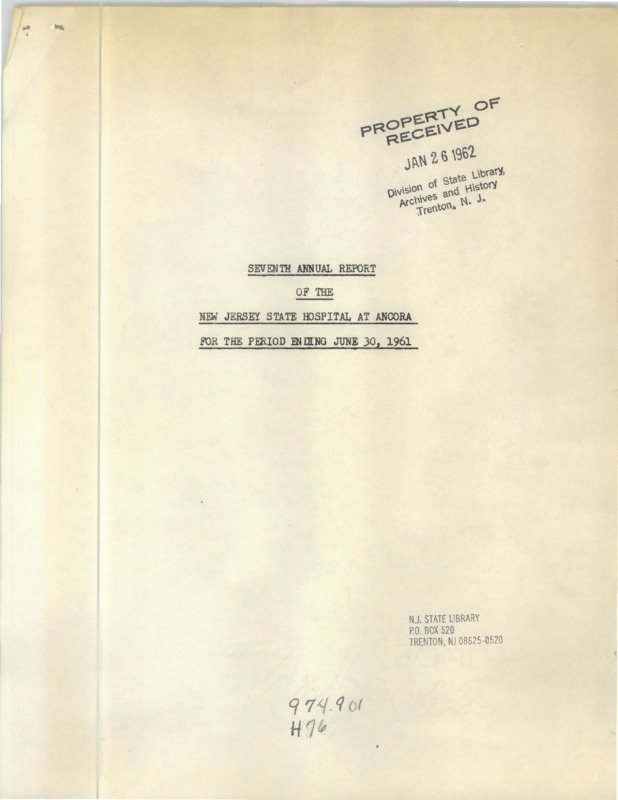 PROPERTY OF
RECEIVED
JAN 26 1962
Division of State Library,
Archives and History
Trenton, N. J.
SEVENTH ANNUAL REPORT
OF THE
NEW JERSEY STATE HOSPITAL AT ANCORA
FOR THE PERIOD ENDING JUNE 30, 1961
N.J. STATE LIBRARY
P.O. BOX 520
TRENTON, NJ 08625-0520
974.901
H76